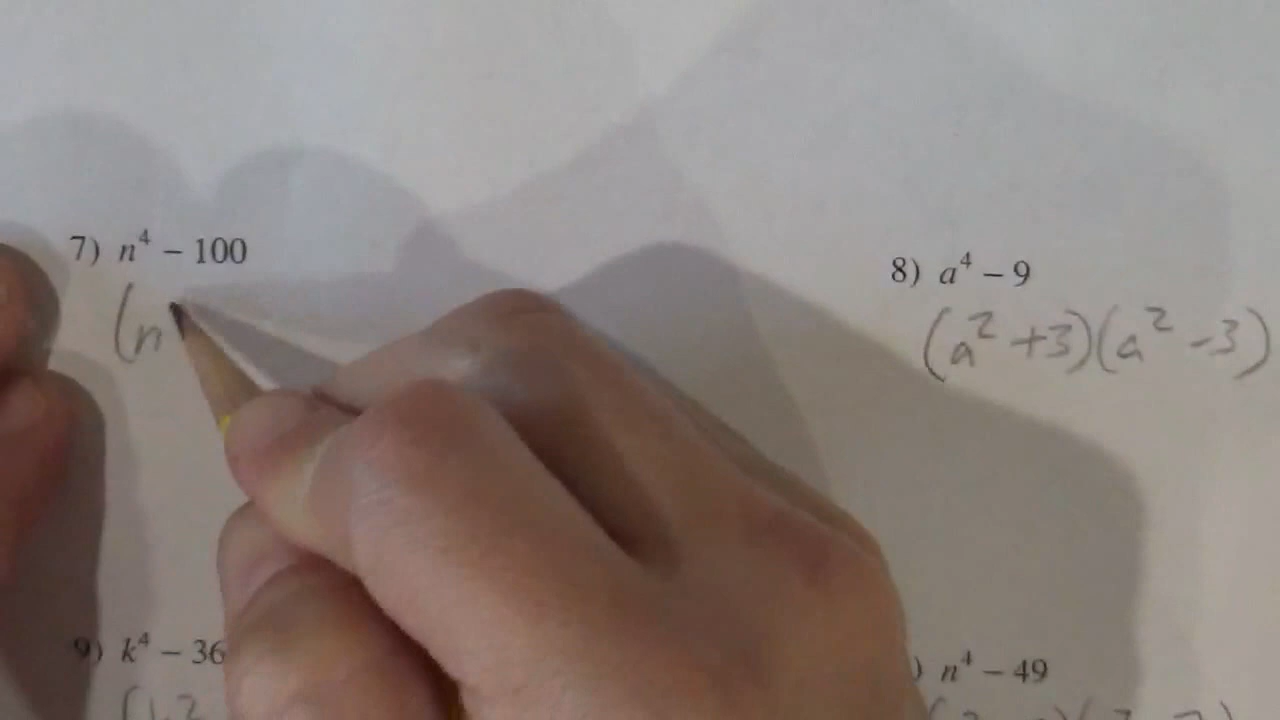 7) n⁴ – 100
(n
8) a⁴ – 9
(a² +3)(a² -3)
9) k⁴ – 36
) n⁴ – 49